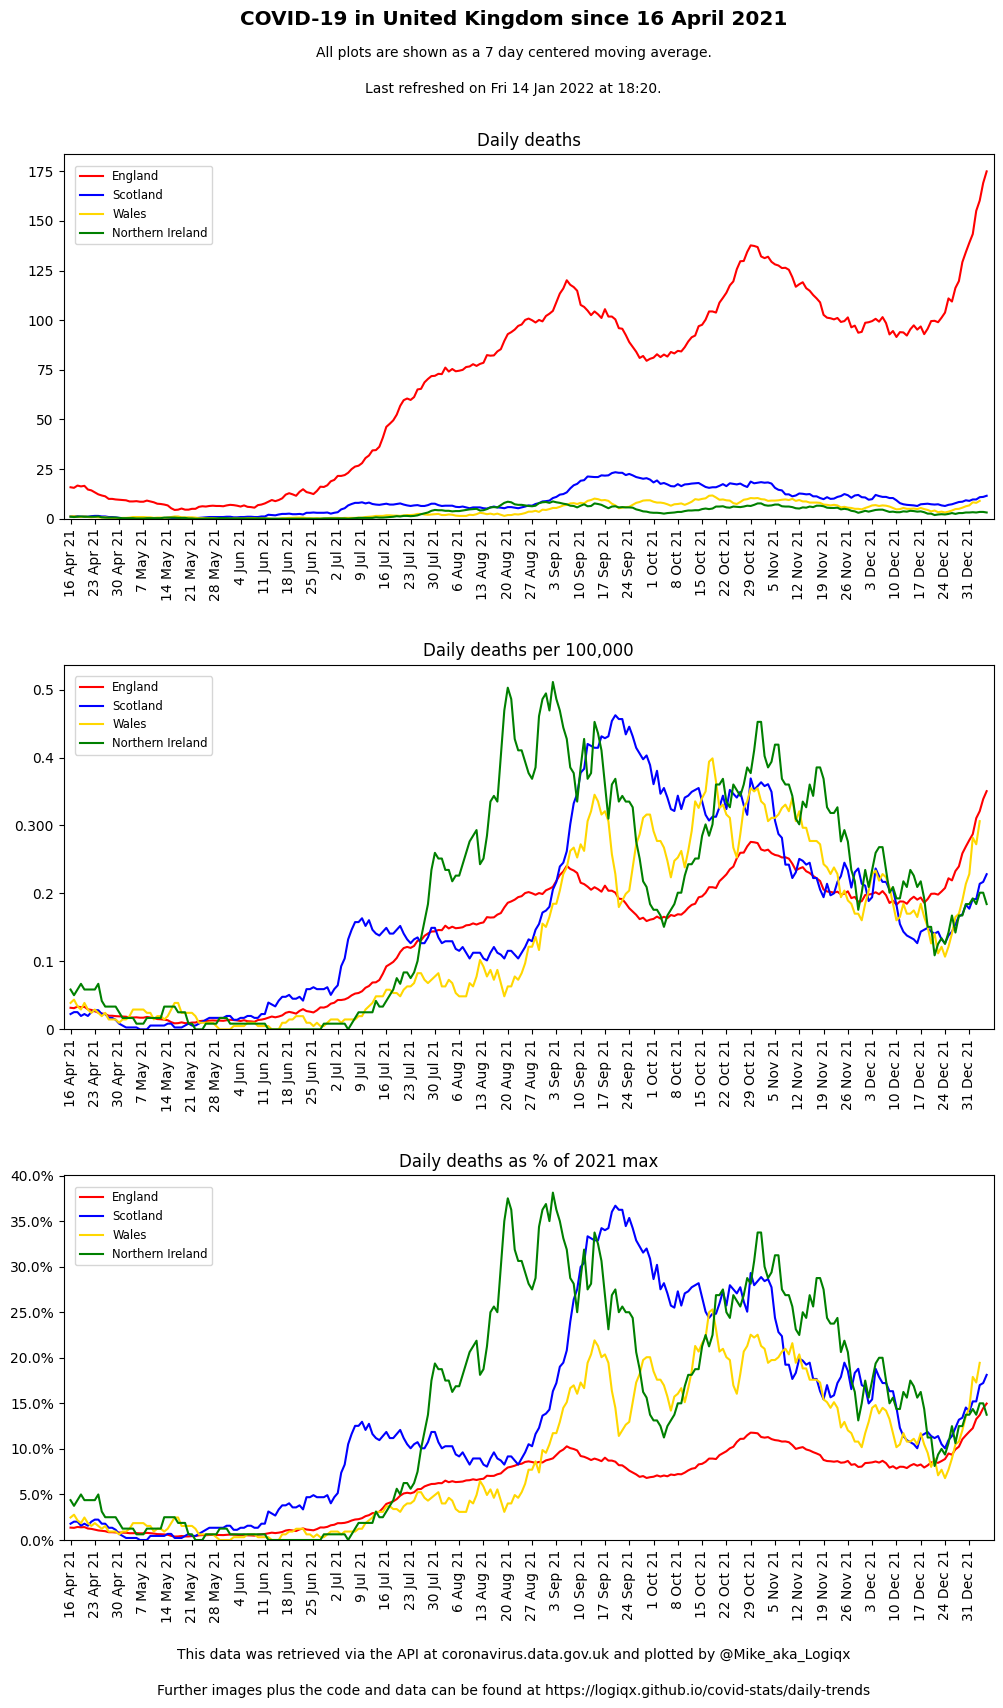 COVID-19 in United Kingdom since 16 April 2021
All plots are shown as a 7 day centered moving average.
Last refreshed on Fri 14 Jan 2022 at 18:20.
Daily deaths
England
Scotland
Wales
Northern Ireland
175
150
125
100
75
50
25
0
16 Apr 21
23 Apr 21
30 Apr 21
7 May 21
14 May 21
21 May 21
28 May 21
4 Jun 21
11 Jun 21
18 Jun 21
25 Jun 21
2 Jul 21
9 Jul 21
16 Jul 21
23 Jul 21
30 Jul 21
6 Aug 21
13 Aug 21
20 Aug 21
27 Aug 21
3 Sep 21
10 Sep 21
17 Sep 21
24 Sep 21
1 Oct 21
8 Oct 21
15 Oct 21
22 Oct 21
29 Oct 21
5 Nov 21
12 Nov 21
19 Nov 21
26 Nov 21
3 Dec 21
10 Dec 21
17 Dec 21
24 Dec 21
31 Dec 21
Daily deaths per 100,000
England
Scotland
Wales
Northern Ireland
0.5
0.4
0.300
0.2
0.1
0
16 Apr 21
23 Apr 21
30 Apr 21
7 May 21
14 May 21
21 May 21
28 May 21
4 Jun 21
11 Jun 21
18 Jun 21
25 Jun 21
2 Jul 21
9 Jul 21
16 Jul 21
23 Jul 21
30 Jul 21
6 Aug 21
13 Aug 21
20 Aug 21
27 Aug 21
3 Sep 21
10 Sep 21
17 Sep 21
24 Sep 21
1 Oct 21
8 Oct 21
15 Oct 21
22 Oct 21
29 Oct 21
5 Nov 21
12 Nov 21
19 Nov 21
26 Nov 21
3 Dec 21
10 Dec 21
17 Dec 21
24 Dec 21
31 Dec 21
Daily deaths as % of 2021 max
England
Scotland
Wales
Northern Ireland
40.0%
35.0%
30.0%
25.0%
20.0%
15.0%
10.0%
5.0%
0.0%
16 Apr 21
23 Apr 21
30 Apr 21
7 May 21
14 May 21
21 May 21
28 May 21
4 Jun 21
11 Jun 21
18 Jun 21
25 Jun 21
2 Jul 21
9 Jul 21
16 Jul 21
23 Jul 21
30 Jul 21
6 Aug 21
13 Aug 21
20 Aug 21
27 Aug 21
3 Sep 21
10 Sep 21
17 Sep 21
24 Sep 21
1 Oct 21
8 Oct 21
15 Oct 21
22 Oct 21
29 Oct 21
5 Nov 21
12 Nov 21
19 Nov 21
26 Nov 21
3 Dec 21
10 Dec 21
17 Dec 21
24 Dec 21
31 Dec 21
This data was retrieved via the API at coronavirus.data.gov.uk and plotted by @Mike_aka_Logiqx
Further images plus the code and data can be found at https://logiqx.github.io/covid-stats/daily-trends